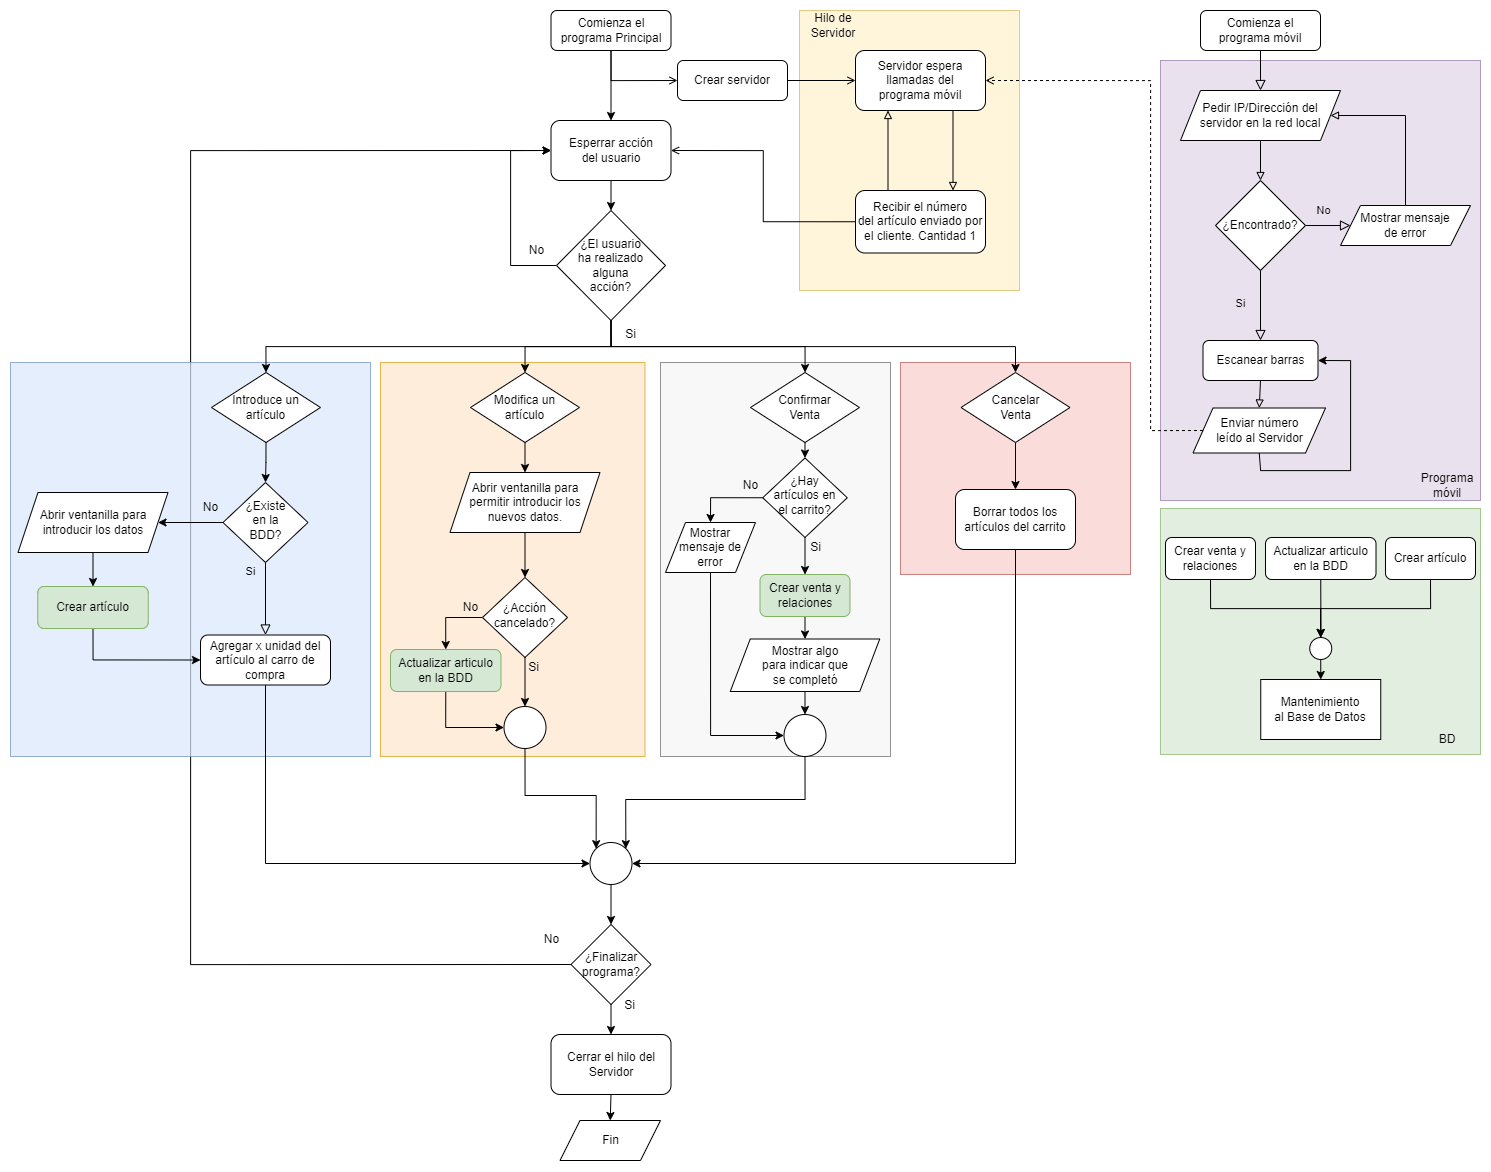 Comienza el
programa Principal
Hilo de
Servidor
Comienza el
programa móvil
Crear servidor
Servidor espera
llamadas del
programa móvil
Pedir IP/Dirección del
servidor en la red local
Esperrar acción
del usuario
Recibir el número
del artículo enviado por
el cliente. Cantidad 1
¿Encontrado?
No
Mostrar mensaje
de error
No
¿El usuario
ha realizado
alguna
acción?
Si
Si
Escanear barras
Enviar número
leído al Servidor
Programa
móvil
Introduce un
artículo
Modifica un
artículo
Confirmar
Venta
Cancelar
Venta
Abrir ventanilla para
introducir los datos
No
¿Existe
en la
BDD?
Si
Crear artículo
Agregar x unidad del
artículo al carro de
compra
Abrir ventanilla para
permitir introducir los
nuevos datos.
No
¿Acción
cancelado?
Si
Actualizar articulo
en la BDD
No
¿Hay
artículos en
el carrito?
Si
Mostrar
mensaje de
error
Crear venta y
relaciones
Mostrar algo
para indicar que
se completó
Borrar todos los
artículos del carrito
Crear venta y
relaciones
Actualizar articulo
en la BDD
Crear artículo
Mantenimiento
al Base de Datos
BD
No
¿Finalizar
programa?
Si
Cerrar el hilo del
Servidor
Fin